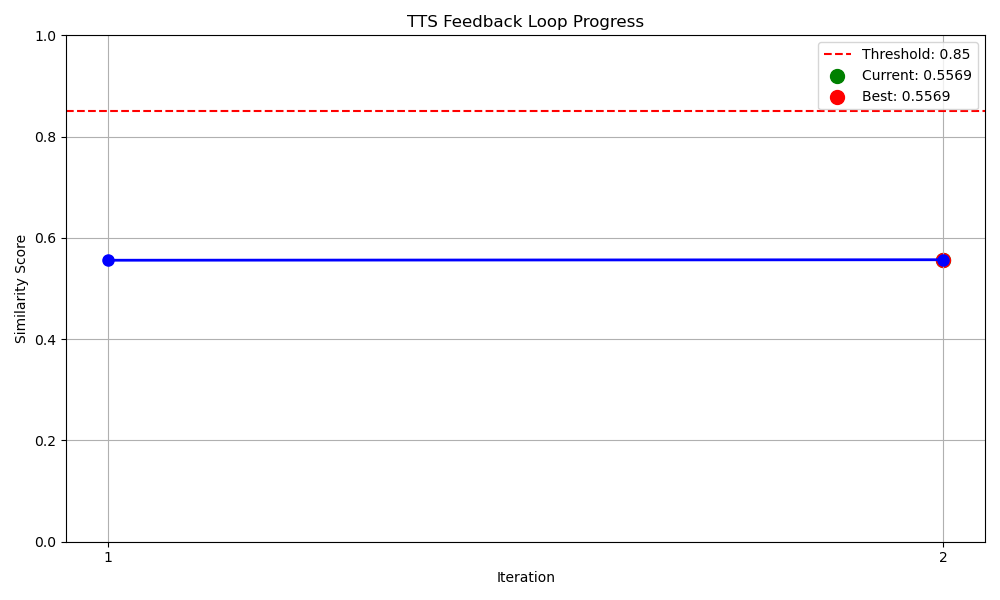 TTS Feedback Loop Progress
1.0
0.8
0.6
0.4
0.2
0.0
Similarity Score
Threshold: 0.85
Current: 0.5569
Best: 0.5569
1
2
Iteration